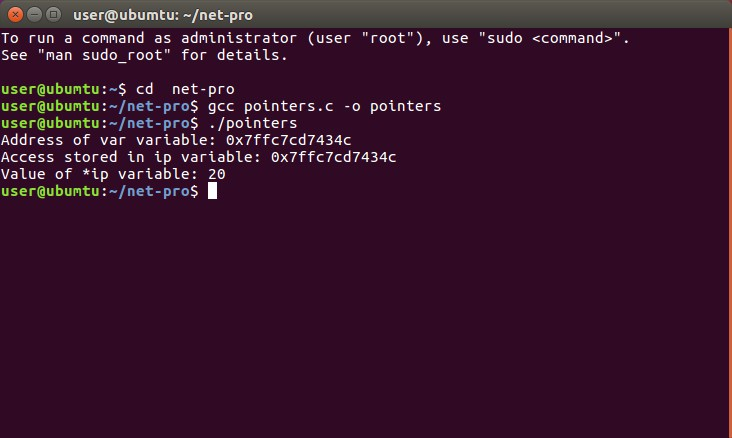 user@ubumtu: ~/net-pro
To run a command as administrator (user "root"), use "sudo <command>".
See "man sudo_root" for details.
user@ubumtu:~$ cd  net-pro
user@ubumtu:~/net-pro$ gcc pointers.c -o pointers
user@ubumtu:~/net-pro$ ./pointers
Address of var variable: 0x7ffc7cd7434c
Access stored in ip variable: 0x7ffc7cd7434c
Value of *ip variable: 20
user@ubumtu:~/net-pro$